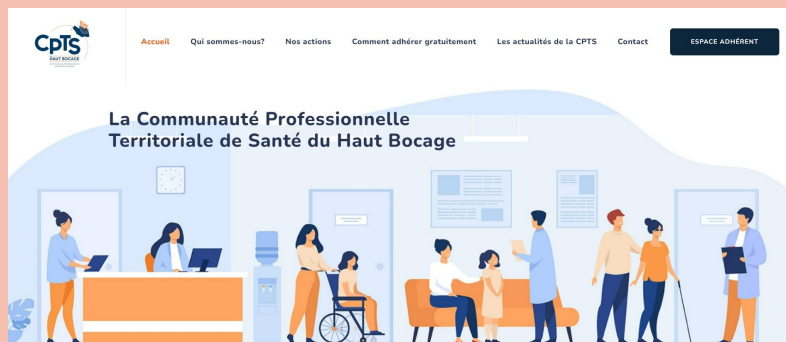 CPTS
HAUT BOCAGE
Accueil
Qui sommes-nous?
Nos actions
Comment adhérer gratuitement
Les actualités de la CPTS
Contact
ESPACE ADHÉRENT
La Communauté Professionnelle
Territoriale de Santé du Haut Bocage